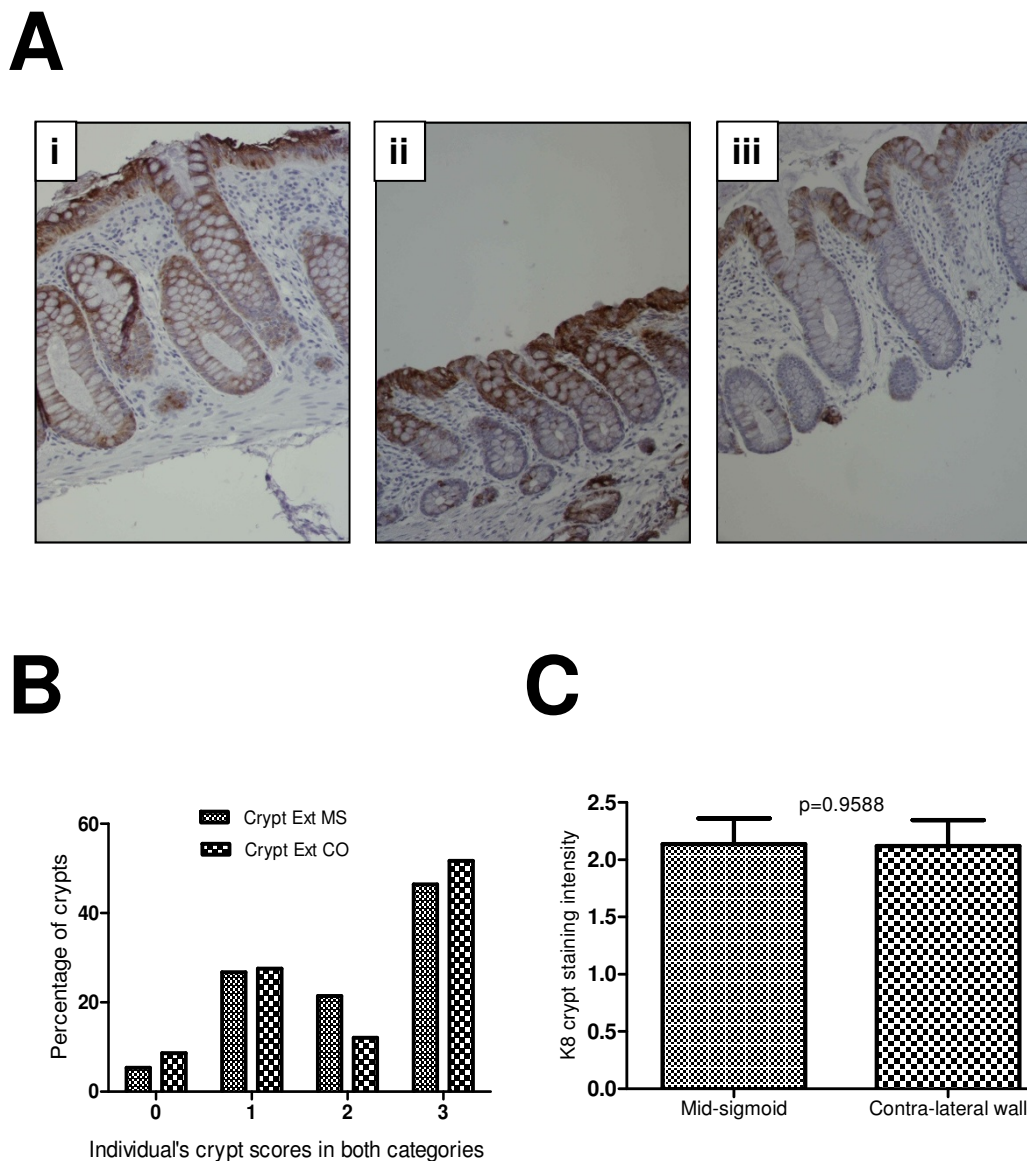 A
i
ii
iii
B
C
60
40
20
0
Percentage of crypts
Crypt Ext MS
Crypt Ext CO
0 1 2 3
Individual's crypt scores in both categories
2.5
2.0
1.5
1.0
0.5
0.0
K8 crypt staining intensity
p=0.9588
Mid-sigmoid
Contra-lateral wall